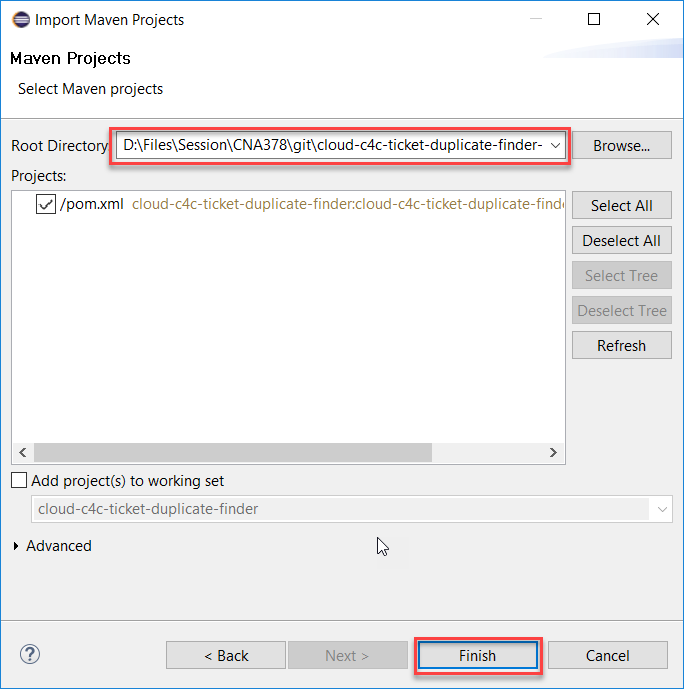 Import Maven Projects
Maven Projects
Select Maven projects
Root Directory
D:\Files\Session\CNA378\git\cloud-c4c-ticket-duplicate-finder-
Browse...
Projects:
/pom.xml cloud-c4c-ticket-duplicate-finder:cloud-c4c-ticket-duplicate-finde
Select All
Deselect All
Select Tree
Deselect Tree
Refresh
Add project(s) to working set
cloud-c4c-ticket-duplicate-finder
Advanced
?
< Back
Next >
Finish
Cancel